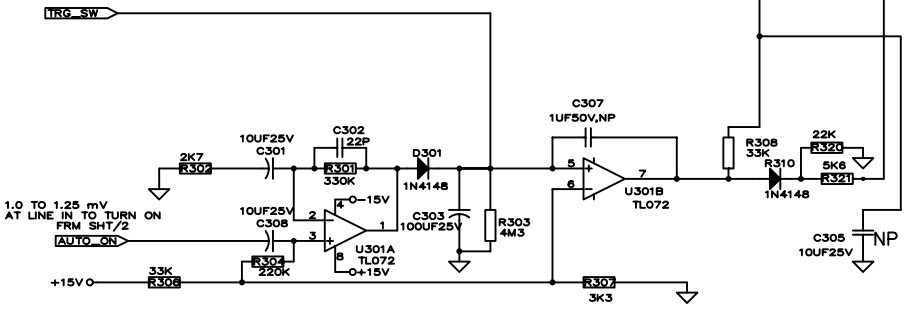 TRG_SW
C307
1UF50V,NP
10UF25V
C301
C302
22P
2K7
R302
R301
330K
D301
1N4148
5
6
7
U301B
TL072
R308
33K
22K
R320
R310
1N4148
5K6
R321
1.0 TO 1.25 mV
AT LINE IN TO TURN ON
FRM SHT/2
AUTO_ON
10UF25V
C308
2
3
4
-15V
1
8
+15V
U301A
TL072
C303
100UF25V
R303
4M3
R304
220K
C305
10UF25V
NP
+15V
33K
R306
R307
3K3